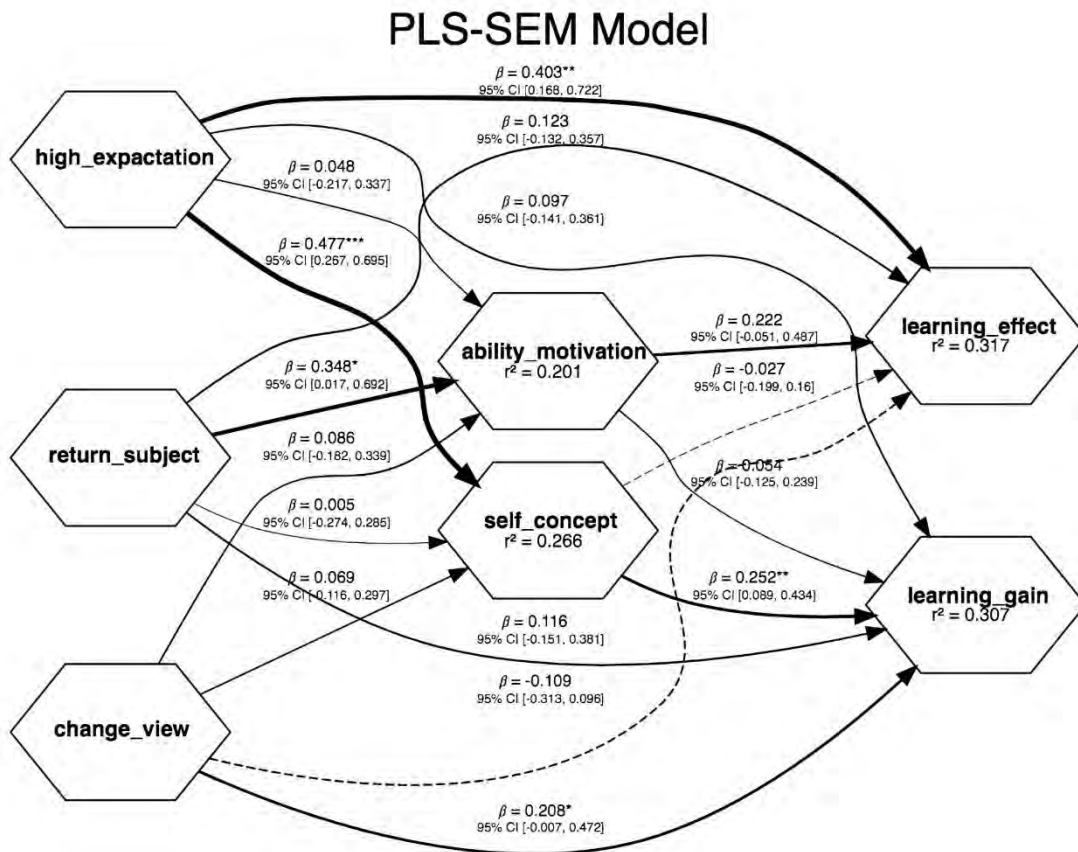 PLS-SEM Model
β = 0.403**
95% CI [0.168, 0.722]
β = 0.123
95% CI [-0.132, 0.357]
high_expactation
β = 0.048
95% CI [-0.217, 0.337]
β = 0.097
95% CI [-0.141, 0.361]
β = 0.477***
95% CI [0.267, 0.695]
ability_motivation
r² = 0.201
β = 0.222
95% CI [-0.051, 0.487]
learning_effect
r² = 0.317
β = 0.348*
95% CI [0.017, 0.692]
β = -0.027
95% CI [-0.199, 0.16]
return_subject
β = 0.086
95% CI [-0.182, 0.339]
β = 0.054
95% CI [-0.125, 0.239]
β = 0.005
95% CI [-0.274, 0.285]
self_concept
r² = 0.266
β = 0.069
95% CI [-0.116, 0.297]
β = 0.252**
95% CI [0.089, 0.434]
learning_gain
r² = 0.307
β = 0.116
95% CI [-0.151, 0.381]
β = -0.109
95% CI [-0.313, 0.096]
change_view
β = 0.208*
95% CI [-0.007, 0.472]